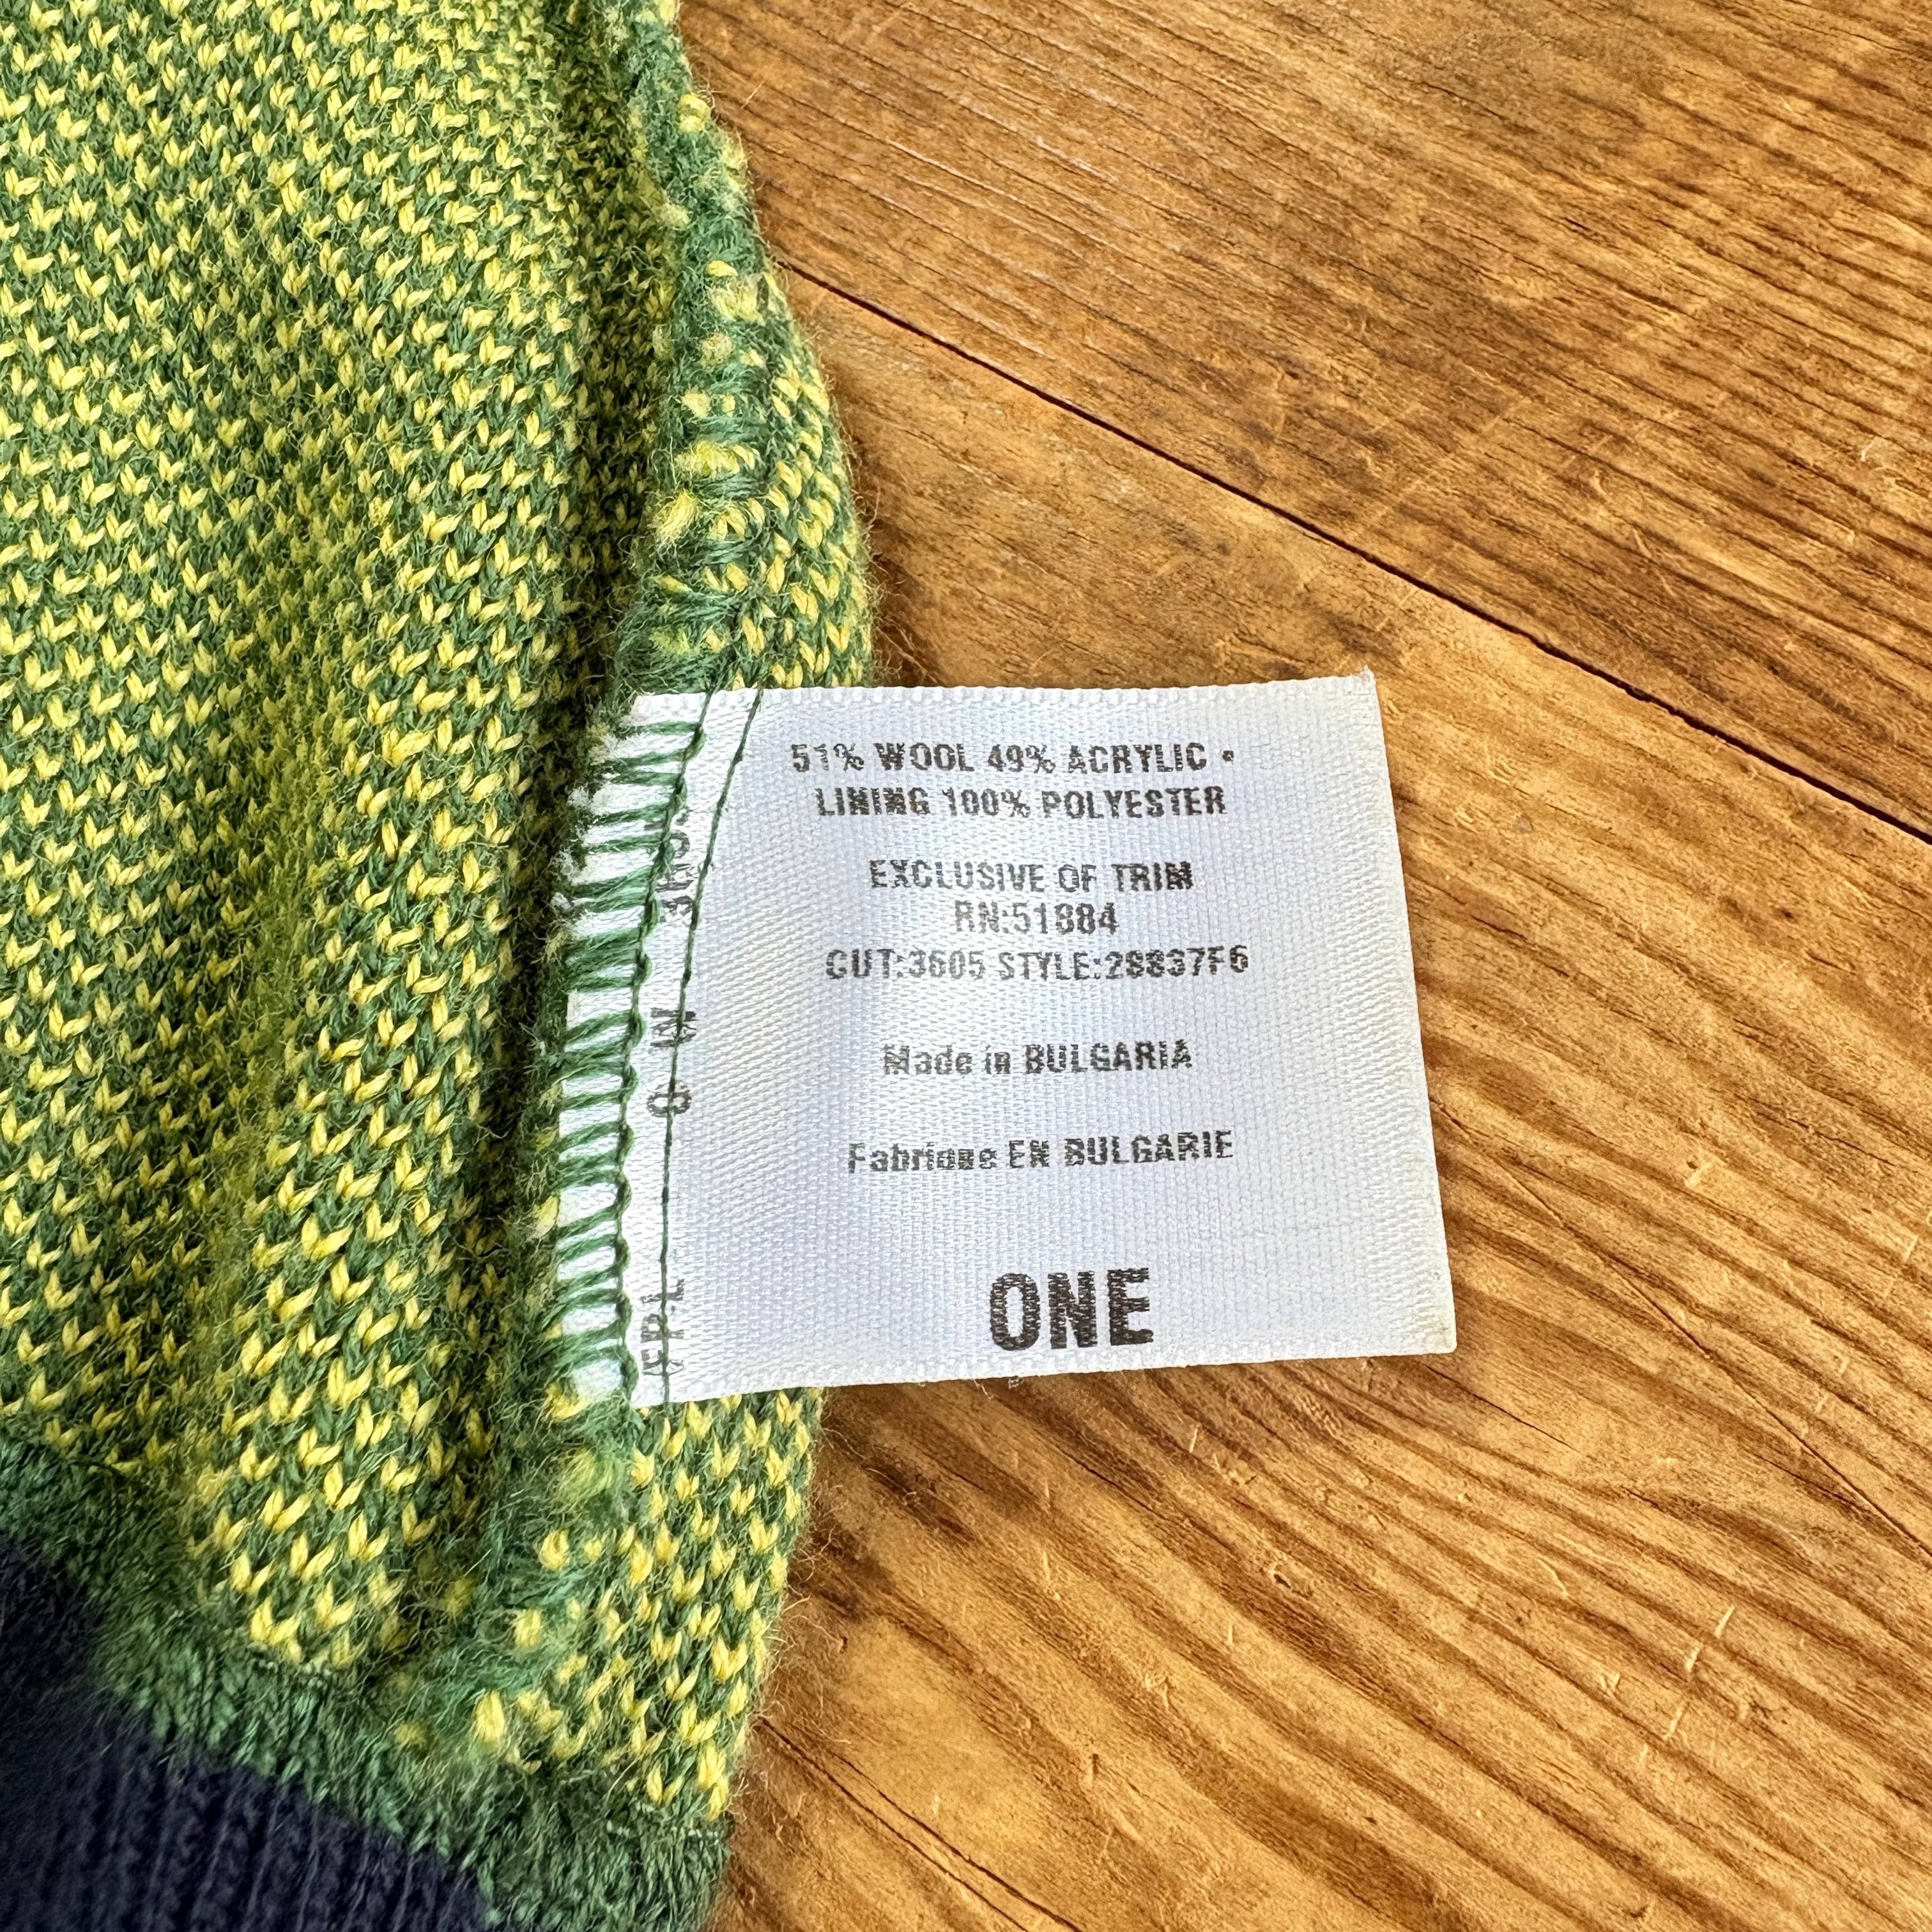 51% WOOL 49% ACRYLIC •
LINING 100% POLYESTER
EXCLUSIVE OF TRIM
RN:51884
CUT:3605 STYLE:28837F6
Made in BULGARIA
Fabrique EN BULGARIE
ONE